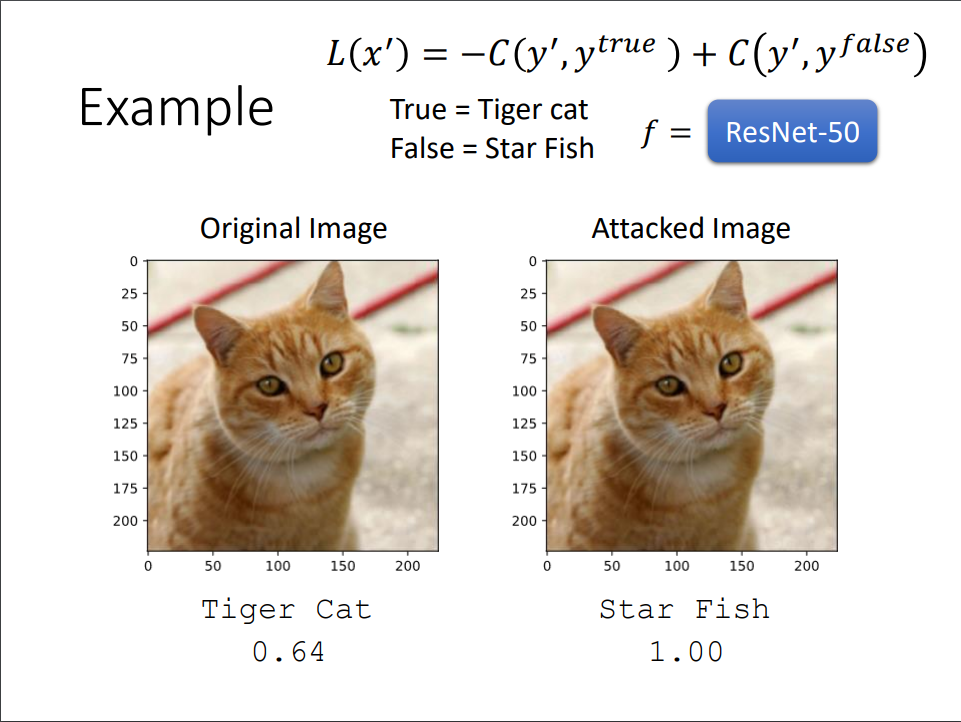 L(x′) = −C(y′, y^true ) + C(y′, y^false)
Example
True = Tiger cat
False = Star Fish
f =
ResNet-50
Original Image
Attacked Image
0
25
50
75
100
125
150
175
200
0 50 100 150 200
0
25
50
75
100
125
150
175
200
0 50 100 150 200
Tiger Cat
0.64
Star Fish
1.00